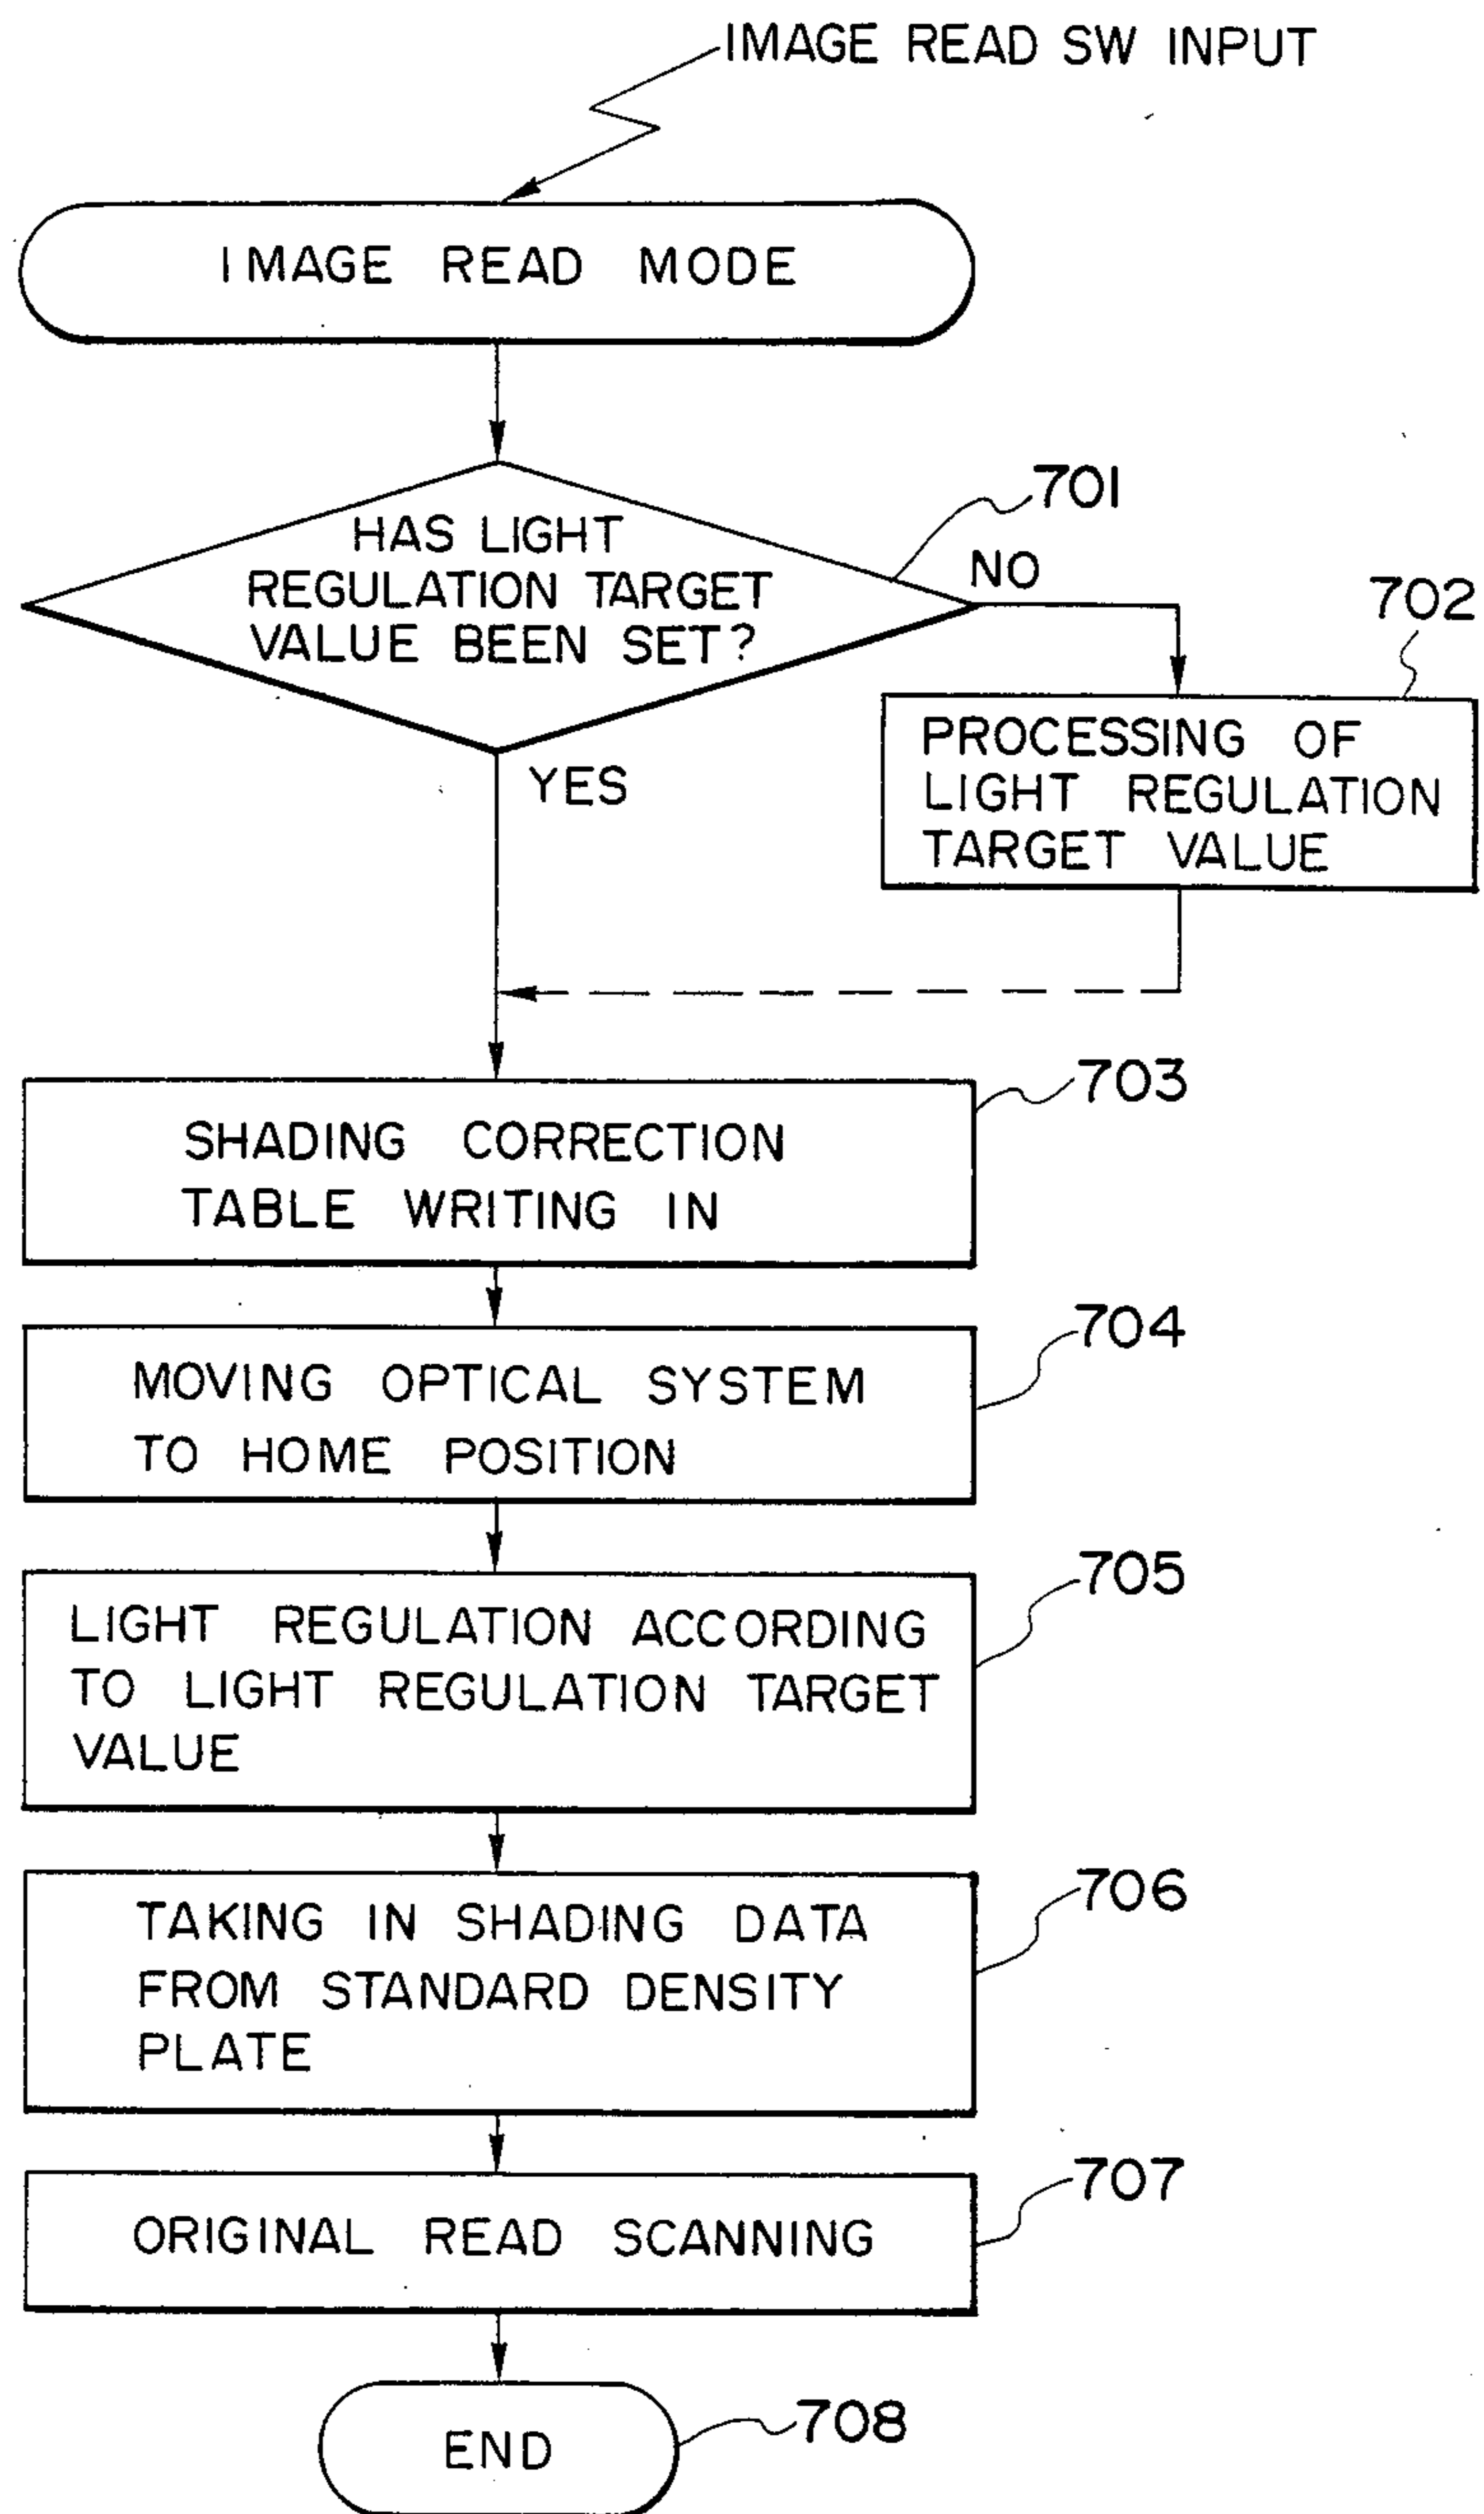 IMAGE READ SW INPUT
IMAGE READ MODE
701
HAS LIGHT
REGULATION TARGET
VALUE BEEN SET?
NO
702
YES
PROCESSING OF
LIGHT REGULATION
TARGET VALUE
703
SHADING CORRECTION
TABLE WRITING IN
704
MOVING OPTICAL SYSTEM
TO HOME POSITION
705
LIGHT REGULATION ACCORDING
TO LIGHT REGULATION TARGET
VALUE
706
TAKING IN SHADING DATA
FROM STANDARD DENSITY
PLATE
707
ORIGINAL READ SCANNING
708
END